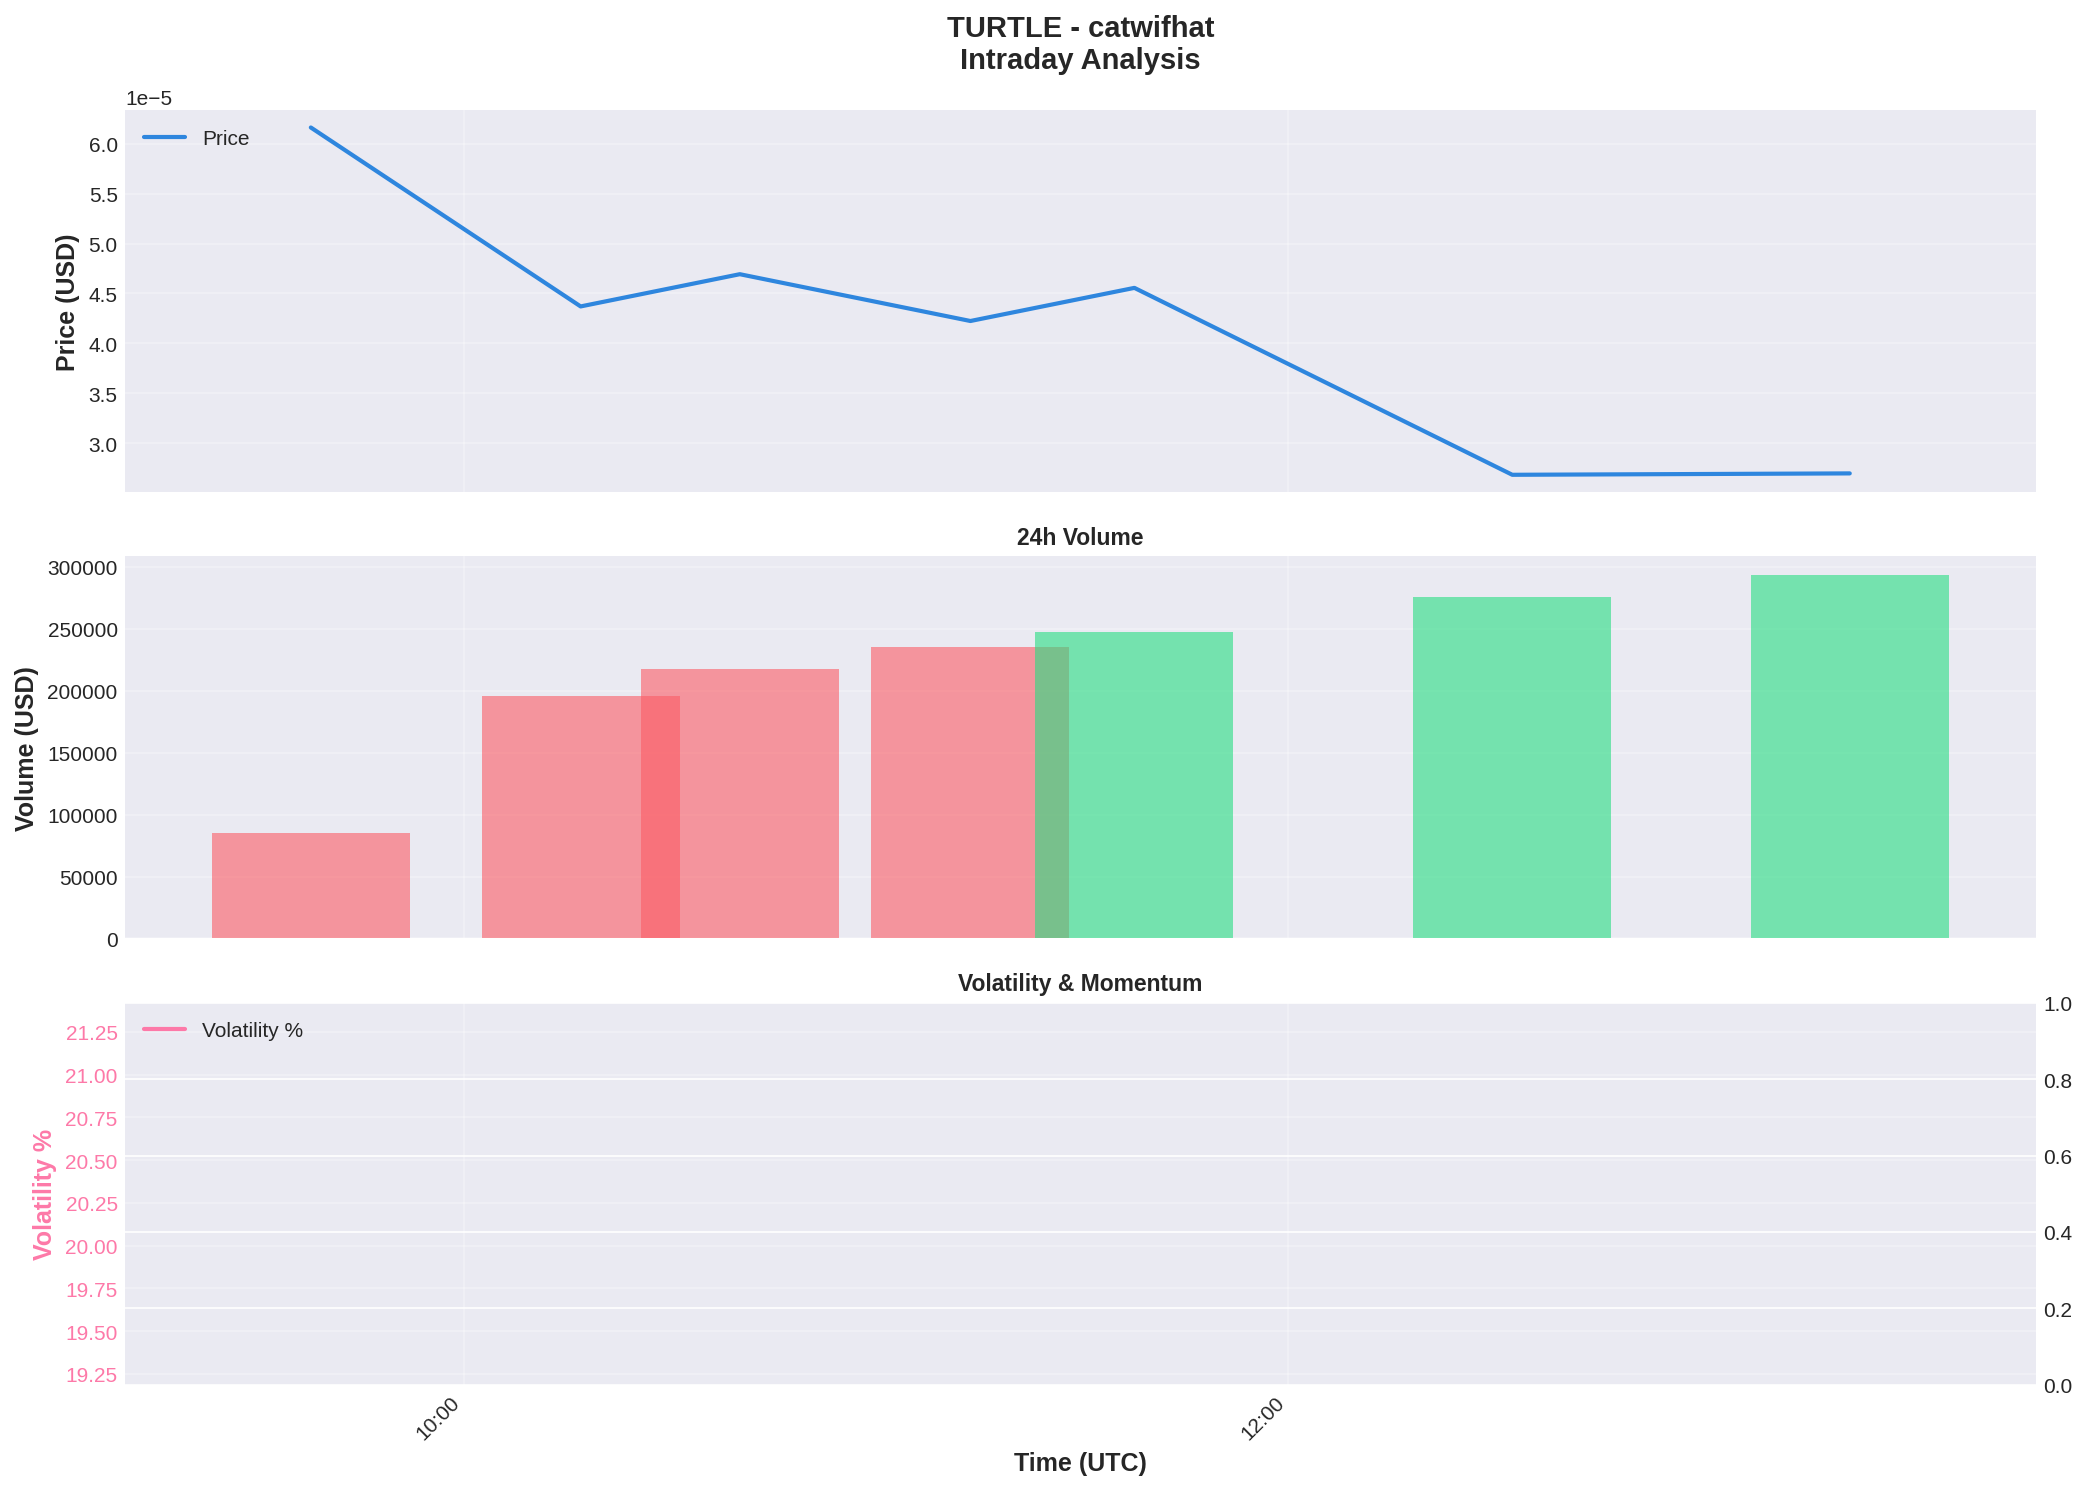 TURTLE - catwifhat
Intraday Analysis
1e−5
Price
6.0
5.5
5.0
4.5
4.0
3.5
3.0
Price (USD)
24h Volume
300000
250000
200000
150000
100000
50000
0
Volume (USD)
Volatility & Momentum
Volatility %
21.25
21.00
20.75
20.50
20.25
20.00
19.75
19.50
19.25
Volatility %
1.0
0.8
0.6
0.4
0.2
0.0
10:00
12:00
Time (UTC)